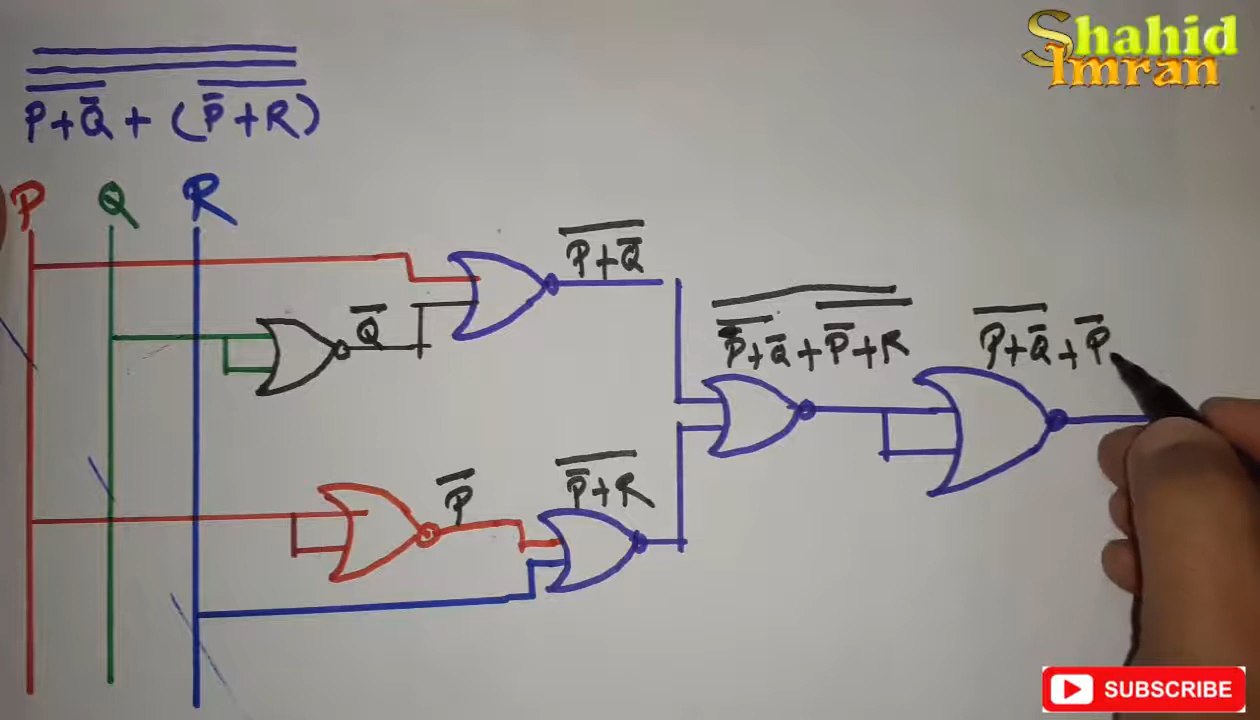 Shahid
Imran
P+Q̅ + (P̅+R)
P Q R
P+Q̅
Q̅
P̅+Q̅+P̅+R
P+Q̅+P̅
P̅
P̅+R
SUBSCRIBE